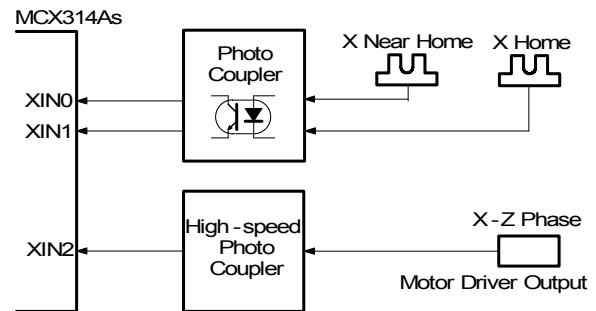 MCX314As
Photo
Coupler
X Near Home
X Home
XIN0
XIN1
High-speed
Photo
Coupler
XIN2
X-Z Phase
Motor Driver Output